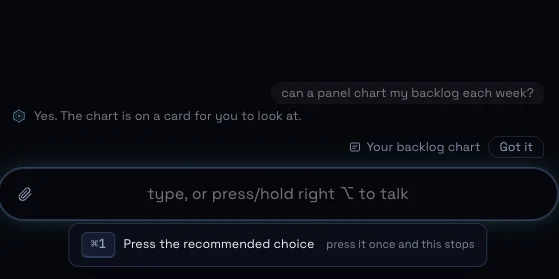 can a panel chart my backlog each week?
Yes. The chart is on a card for you to look at.
Your backlog chart Got it
type, or press/hold right ⌥ to talk
⌘1 Press the recommended choice press it once and this stops